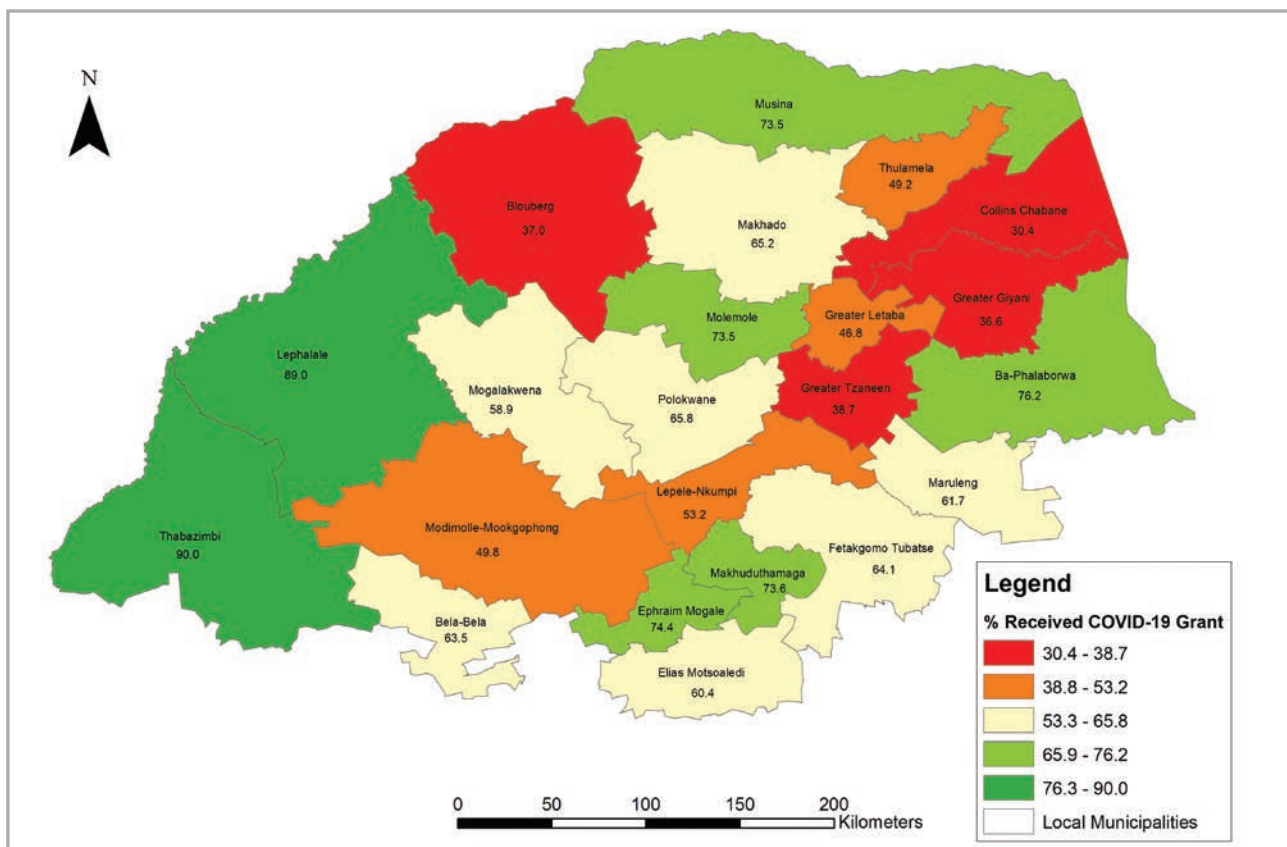 N
Musina
73.5
Thulamela
49.2
Blouberg
37.0
Collins Chabane
30.4
Makhado
65.2
Greater Giyani
36.6
Molemole
73.5
Greater Letaba
46.8
Lephalale
89.0
Ba-Phalaborwa
76.2
Mogalakwena
58.9
Polokwane
65.8
Greater Tzaneen
38.7
Maruleng
61.7
Lepele-Nkumpi
53.2
Modimolle-Mookgophong
49.8
Thabazimbi
90.0
Fetakgomo Tubatse
64.1
Makhuduthamaga
73.6
Ephraim Mogale
74.4
Bela-Bela
63.5
Elias Motsoaledi
60.4
Legend
% Received COVID-19 Grant
30.4 - 38.7
38.8 - 53.2
53.3 - 65.8
65.9 - 76.2
76.3 - 90.0
Local Municipalities
0 50 100 150 200
Kilometers